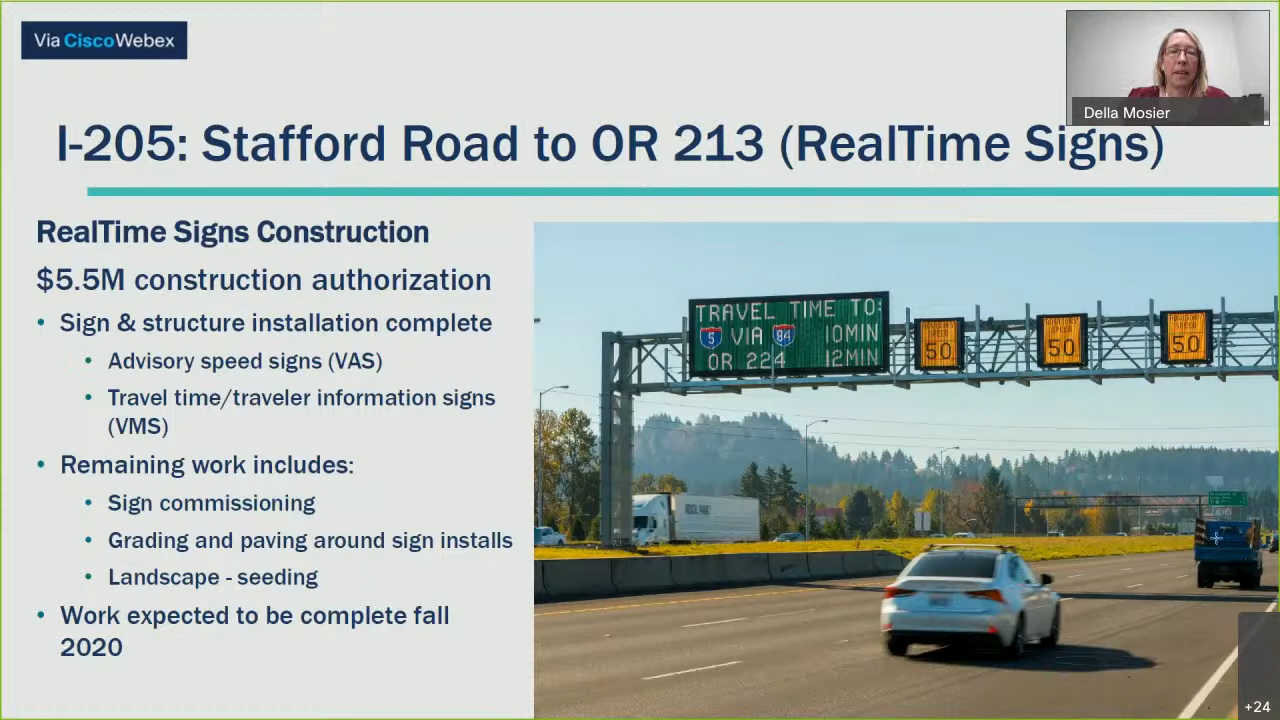 Via CiscoWebex
Della Mosier
I-205: Stafford Road to OR 213 (RealTime Signs)
RealTime Signs Construction
$5.5M construction authorization
• Sign & structure installation complete
• Advisory speed signs (VAS)
• Travel time/traveler information signs
(VMS)
• Remaining work includes:
• Sign commissioning
• Grading and paving around sign installs
• Landscape - seeding
• Work expected to be complete fall
2020
TRAVEL TIME TO:
5 VIA 84 10MIN
OR 224 12MIN
SPEED
50
SPEED
50
SPEED
50
+24